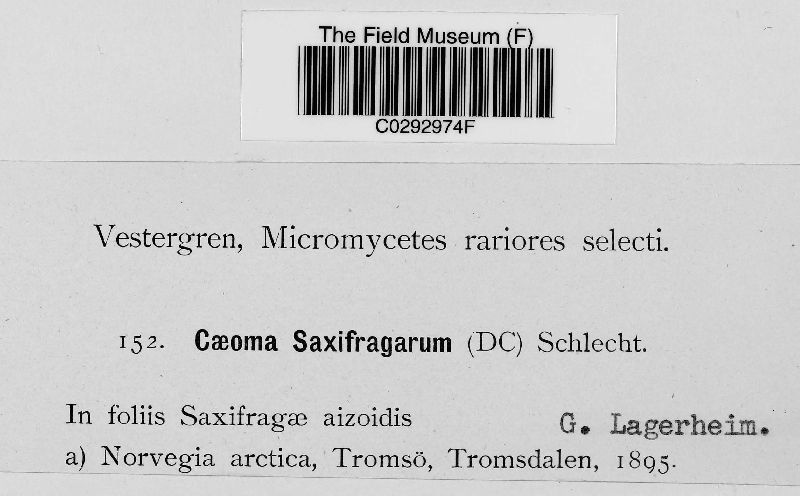 The Field Museum (F)
C0292974F
Vestergren, Micromycetes rariores selecti.
152. Cæoma Saxifragarum (DC) Schlecht.
In foliis Saxifragæ aizoidis G. Lagerheim.
a) Norvegia arctica, Tromsö, Tromsdalen, 1895.